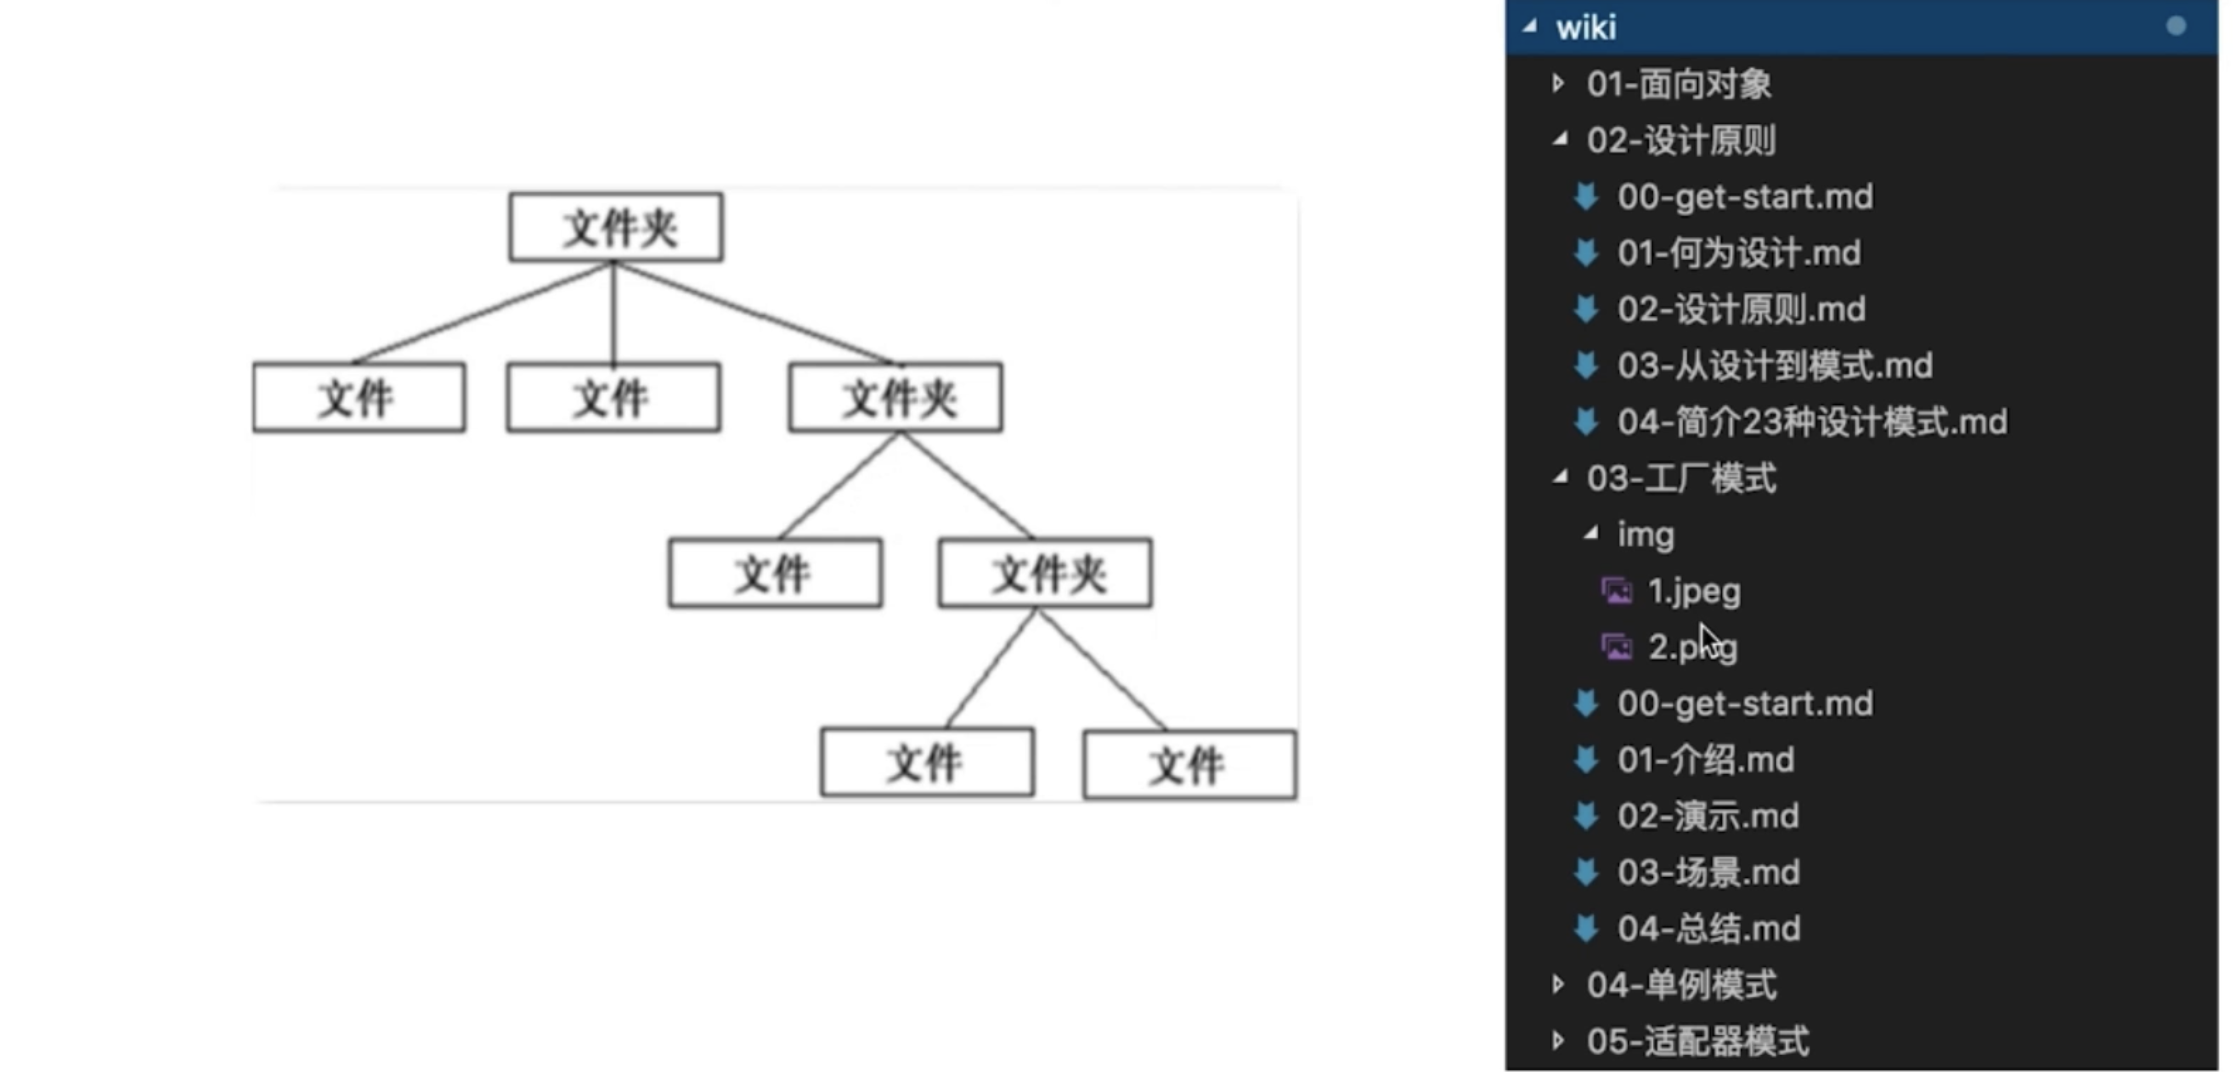 文件夹
文件
文件
文件夹
文件
文件夹
文件
文件
wiki
01-面向对象
02-设计原则
00-get-start.md
01-何为设计.md
02-设计原则.md
03-从设计到模式.md
04-简介23种设计模式.md
03-工厂模式
img
1.jpeg
2.png
00-get-start.md
01-介绍.md
02-演示.md
03-场景.md
04-总结.md
04-单例模式
05-适配器模式